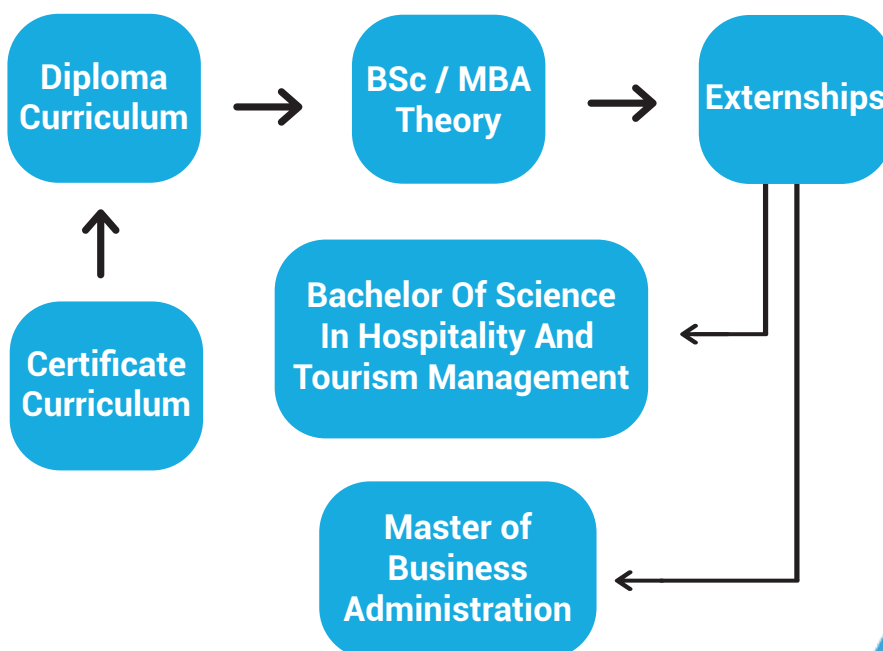 Diploma
Curriculum
BSc / MBA
Theory
Externships
Certificate
Curriculum
Bachelor Of Science
In Hospitality And
Tourism Management
Master of
Business
Administration